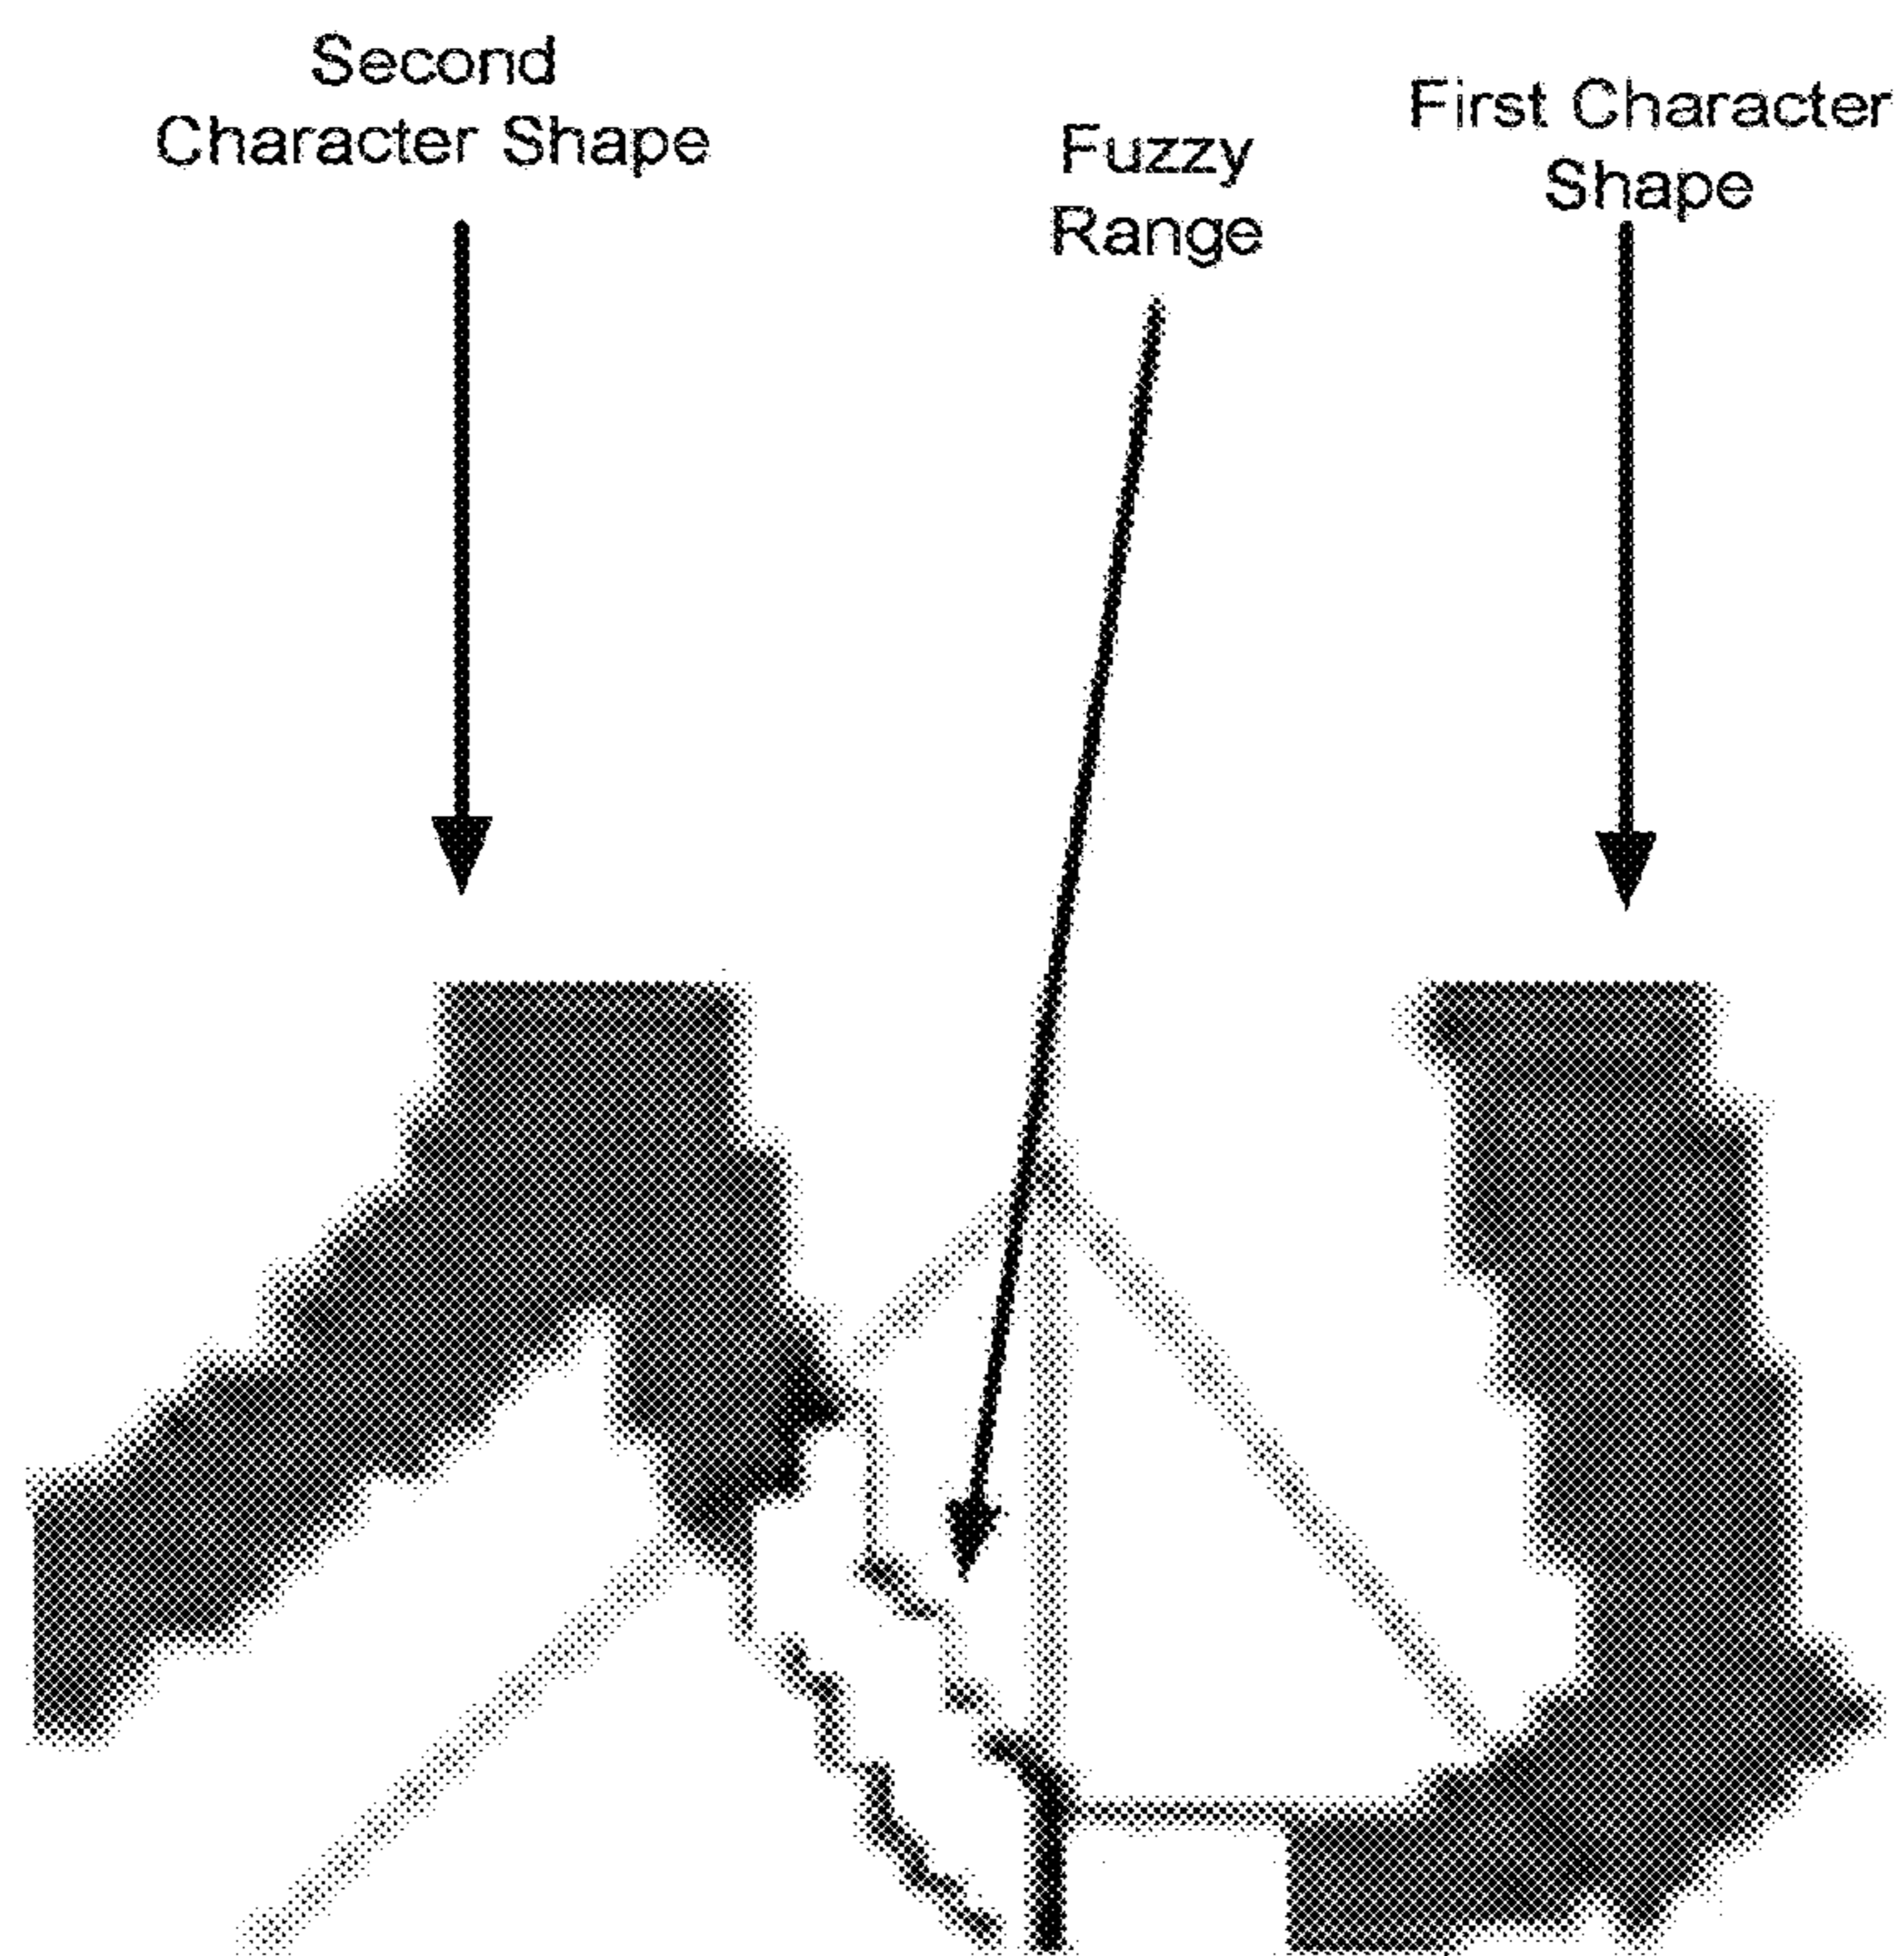 Second
Character Shape
Fuzzy
Range
First Character
Shape